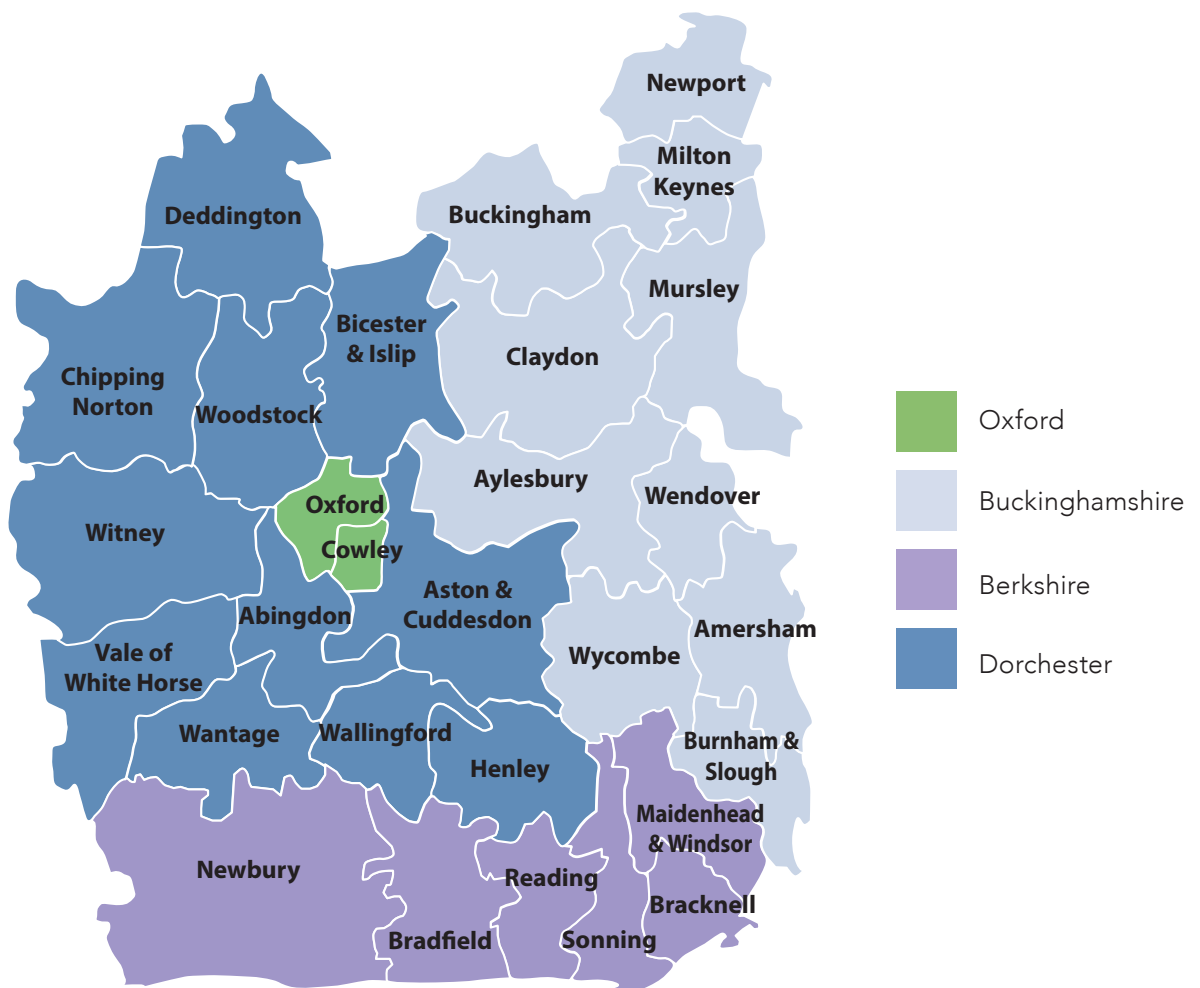 Newport
Milton
Keynes
Deddington
Buckingham
Mursley
Bicester
& Islip
Claydon
Chipping
Norton
Woodstock
Oxford
Aylesbury
Wendover
Buckinghamshire
Oxford
Witney
Cowley
Berkshire
Aston &
Cuddesdon
Abingdon
Amersham
Vale of
White Horse
Wycombe
Dorchester
Wantage
Wallingford
Burnham &
Slough
Henley
Maidenhead
& Windsor
Newbury
Reading
Bracknell
Bradfield
Sonning